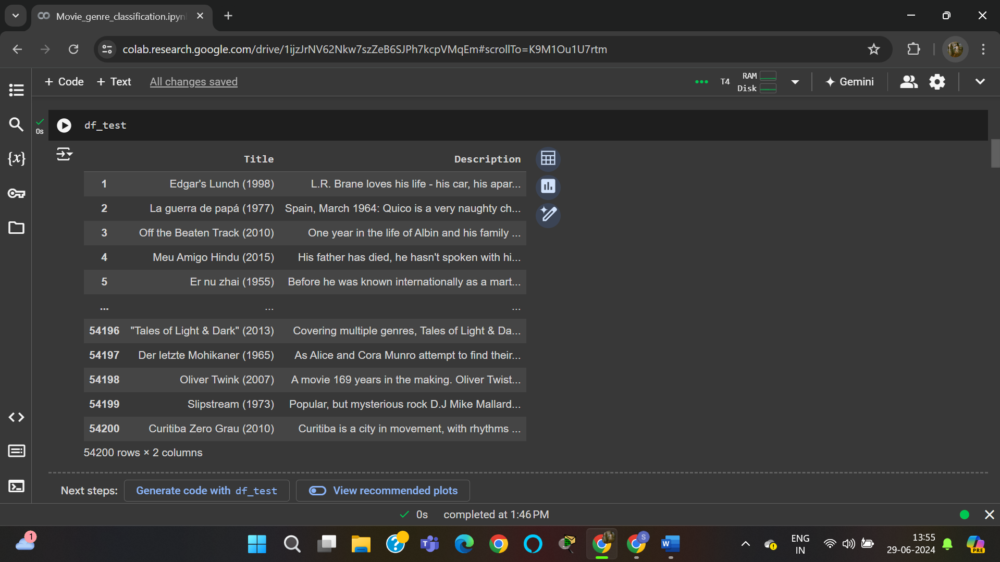 Movie_genre_classification.ipyn
colab.research.google.com/drive/1ijzJrNV62Nkw7szZeB6SJPh7kcpVMqEm#scrollTo=K9M1Ou1U7rtm
+ Code + Text All changes saved
T4 RAM Disk Gemini
{x}
0s
df_test
Title Description
1 Edgar's Lunch (1998) L.R. Brane loves his life - his car, his apar...
2 La guerra de papá (1977) Spain, March 1964: Quico is a very naughty ch...
3 Off the Beaten Track (2010) One year in the life of Albin and his family ...
4 Meu Amigo Hindu (2015) His father has died, he hasn't spoken with hi...
5 Er nu zhai (1955) Before he was known internationally as a mart...
... ... ...
54196 "Tales of Light & Dark" (2013) Covering multiple genres, Tales of Light & Da...
54197 Der letzte Mohikaner (1965) As Alice and Cora Munro attempt to find their...
54198 Oliver Twink (2007) A movie 169 years in the making. Oliver Twist...
54199 Slipstream (1973) Popular, but mysterious rock D.J Mike Mallard...
54200 Curitiba Zero Grau (2010) Curitiba is a city in movement, with rhythms ...
54200 rows × 2 columns
Next steps: Generate code with df_test View recommended plots
0s completed at 1:46 PM
1
S
ENG
IN
13:55
29-06-2024
PRE